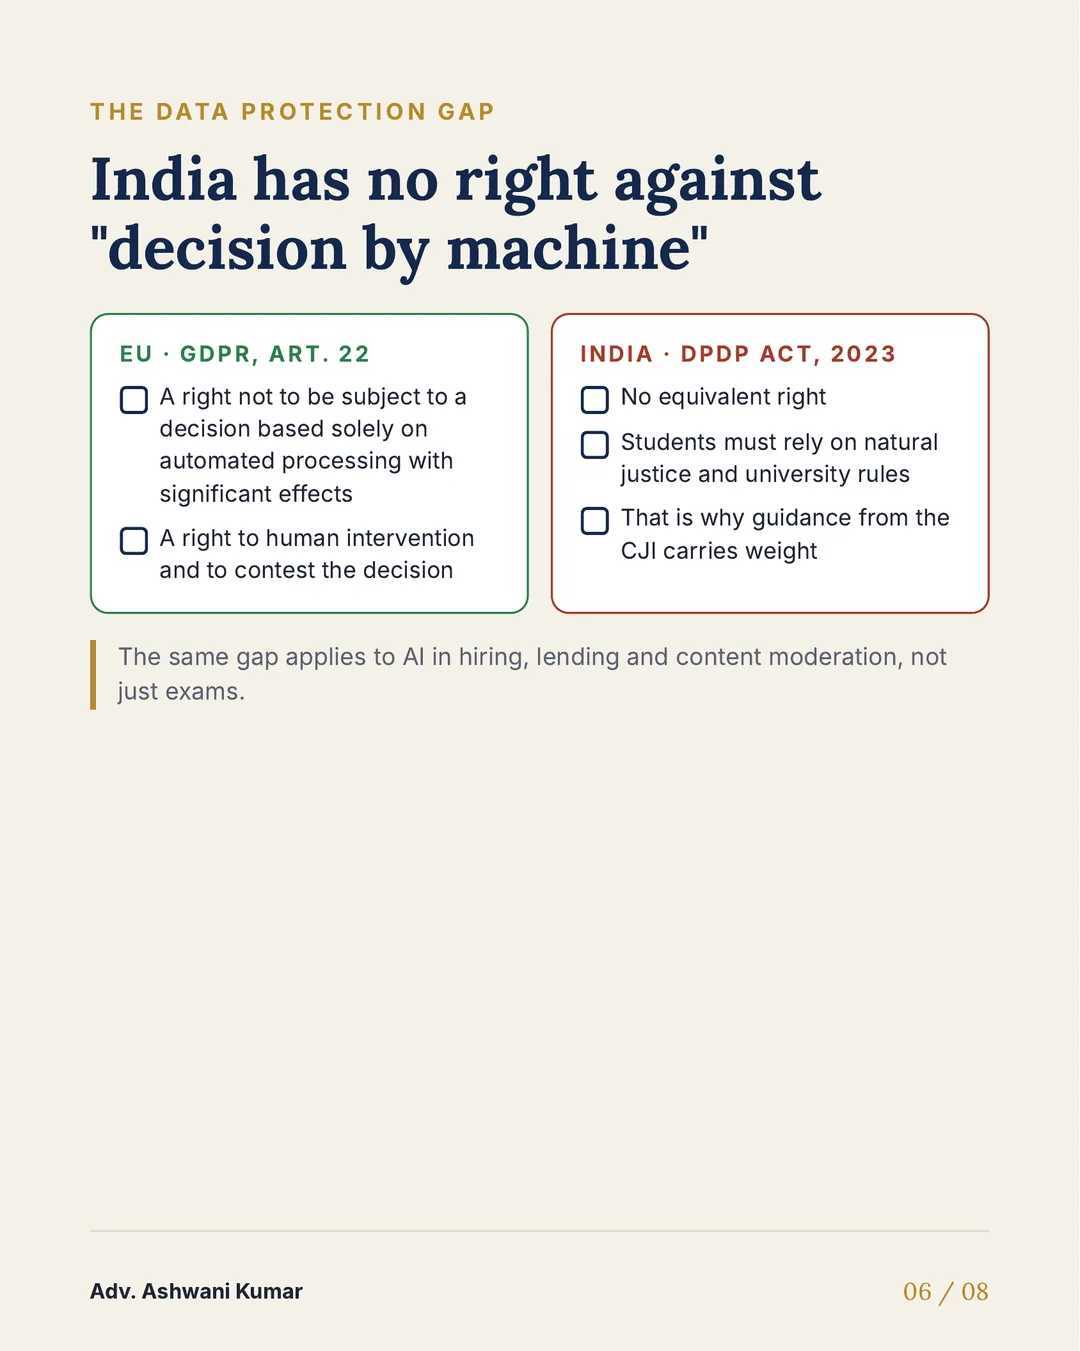 THE DATA PROTECTION GAP
India has no right against
"decision by machine"
EU · GDPR, ART. 22
A right not to be subject to a
decision based solely on
automated processing with
significant effects
A right to human intervention
and to contest the decision
INDIA · DPDP ACT, 2023
No equivalent right
Students must rely on natural
justice and university rules
That is why guidance from the
CJI carries weight
The same gap applies to AI in hiring, lending and content moderation, not
just exams.
Adv. Ashwani Kumar
06 / 08